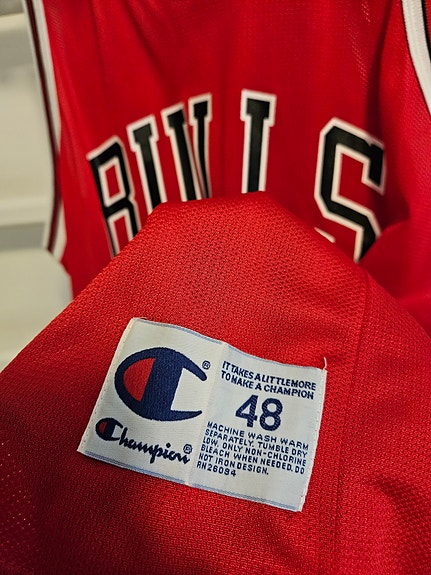 BULLS
Champion®
®
IT TAKES A LITTLE MORE
TO MAKE A CHAMPION
48
MACHINE WASH WARM
SEPARATELY. TUMBLE DRY
LOW. ONLY NON-CHLORINE
BLEACH WHEN NEEDED. DO
NOT IRON DESIGN.
RN26094